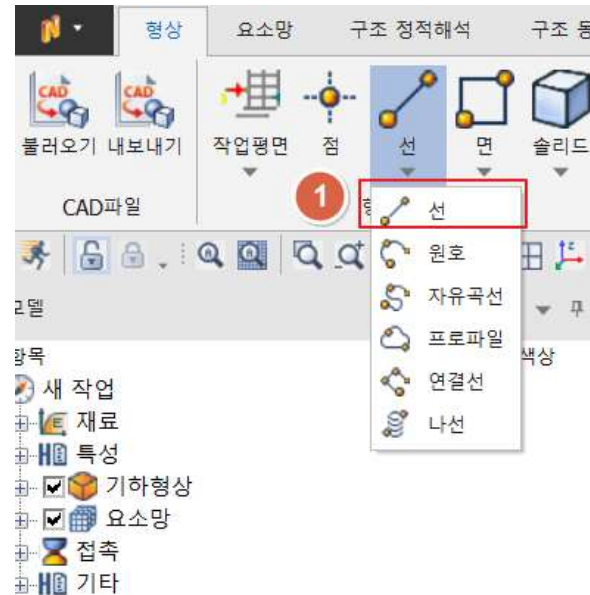 형상 요소망 구조 정적해석 구조 동
CAD CAD
불러오기 내보내기 작업평면 점 선 면 솔리드
CAD파일
1
선
원호
자유곡선
프로파일
연결선
나선
모델
항목 색상
새 작업
재료
특성
기하형상
요소망
접촉
기타